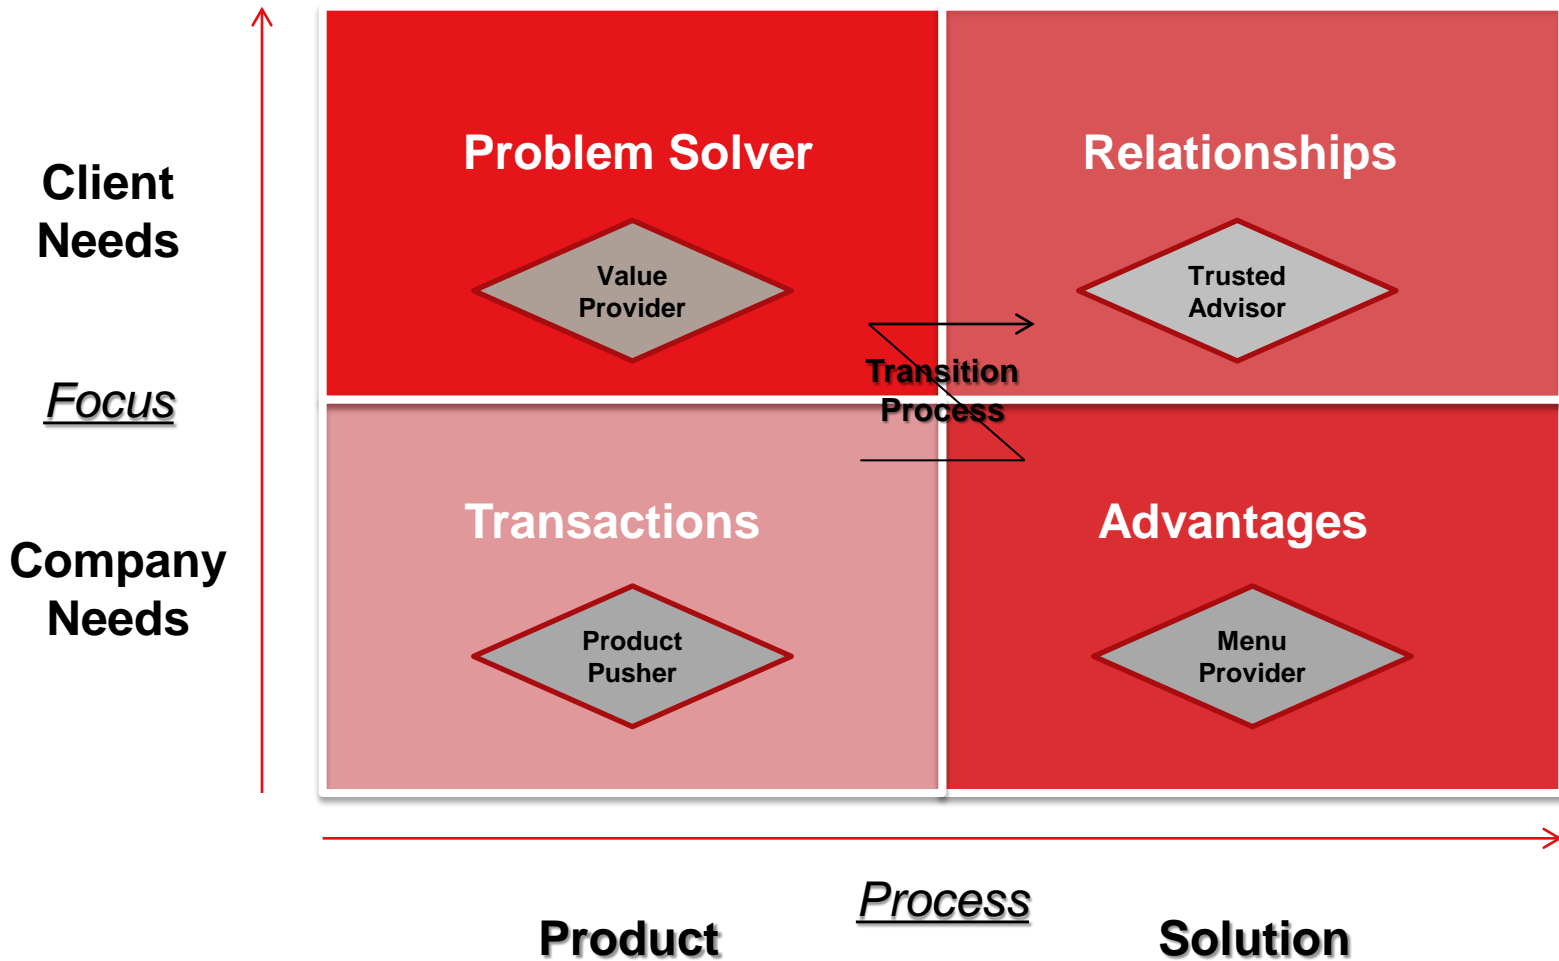 Problem Solver
Relationships
Client
Needs
Value
Provider
Trusted
Advisor
Focus
Transition
Process
Transactions
Advantages
Company
Needs
Product
Pusher
Menu
Provider
Process
Product
Solution